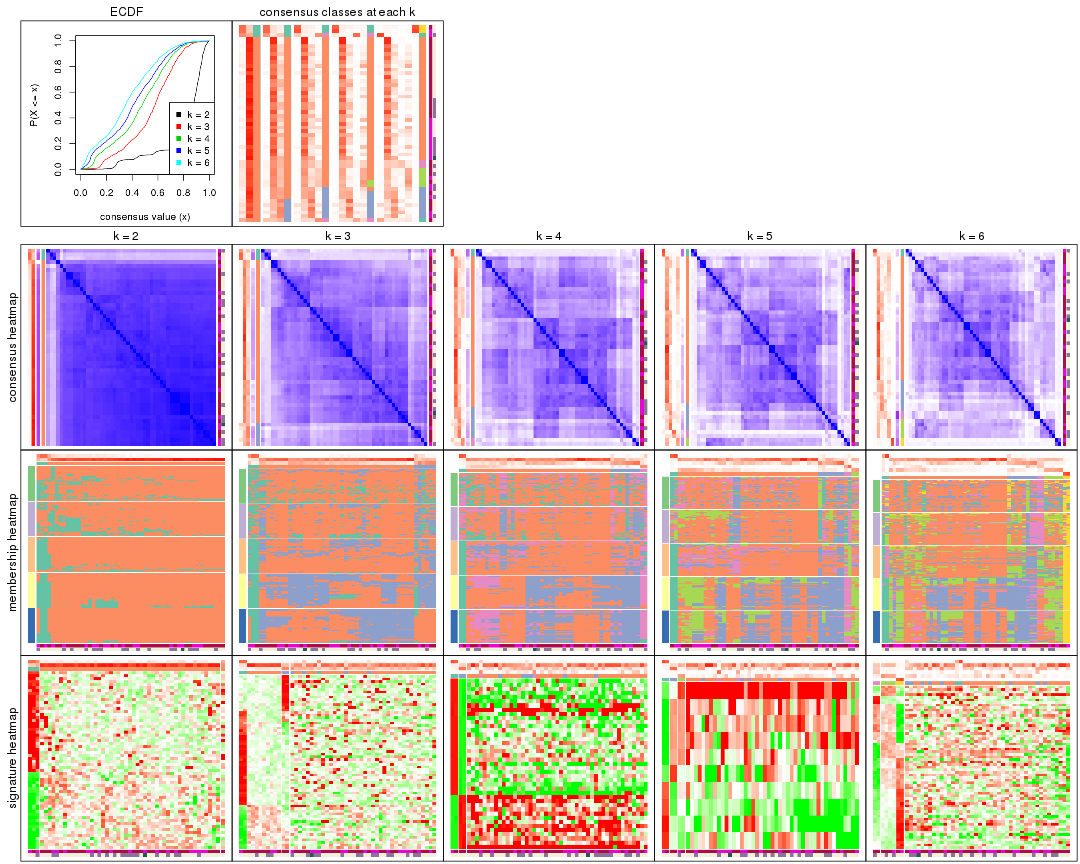 ECDF
consensus classes at each k
P(X <= x)
0.0 0.2 0.4 0.6 0.8 1.0
k = 2
k = 3
k = 4
k = 5
k = 6
0.0 0.2 0.4 0.6 0.8 1.0
consensus value (x)
k = 2 k = 3 k = 4 k = 5 k = 6
consensus heatmap
membership heatmap
signature heatmap